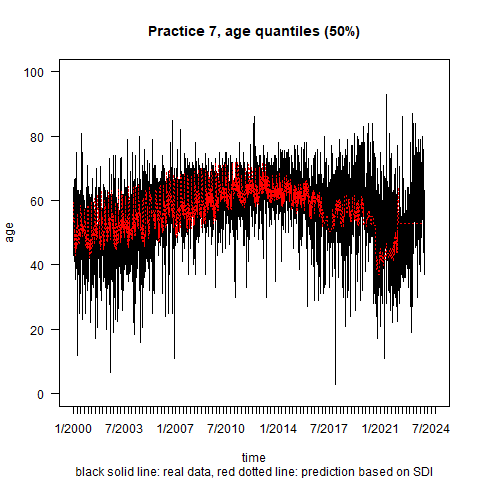 Practice 7, age quantiles (50%)
100
80
60
40
20
0
age
1/2000 7/2003 1/2007 7/2010 1/2014 7/2017 1/2021 7/2024
time
black solid line: real data, red dotted line: prediction based on SDI